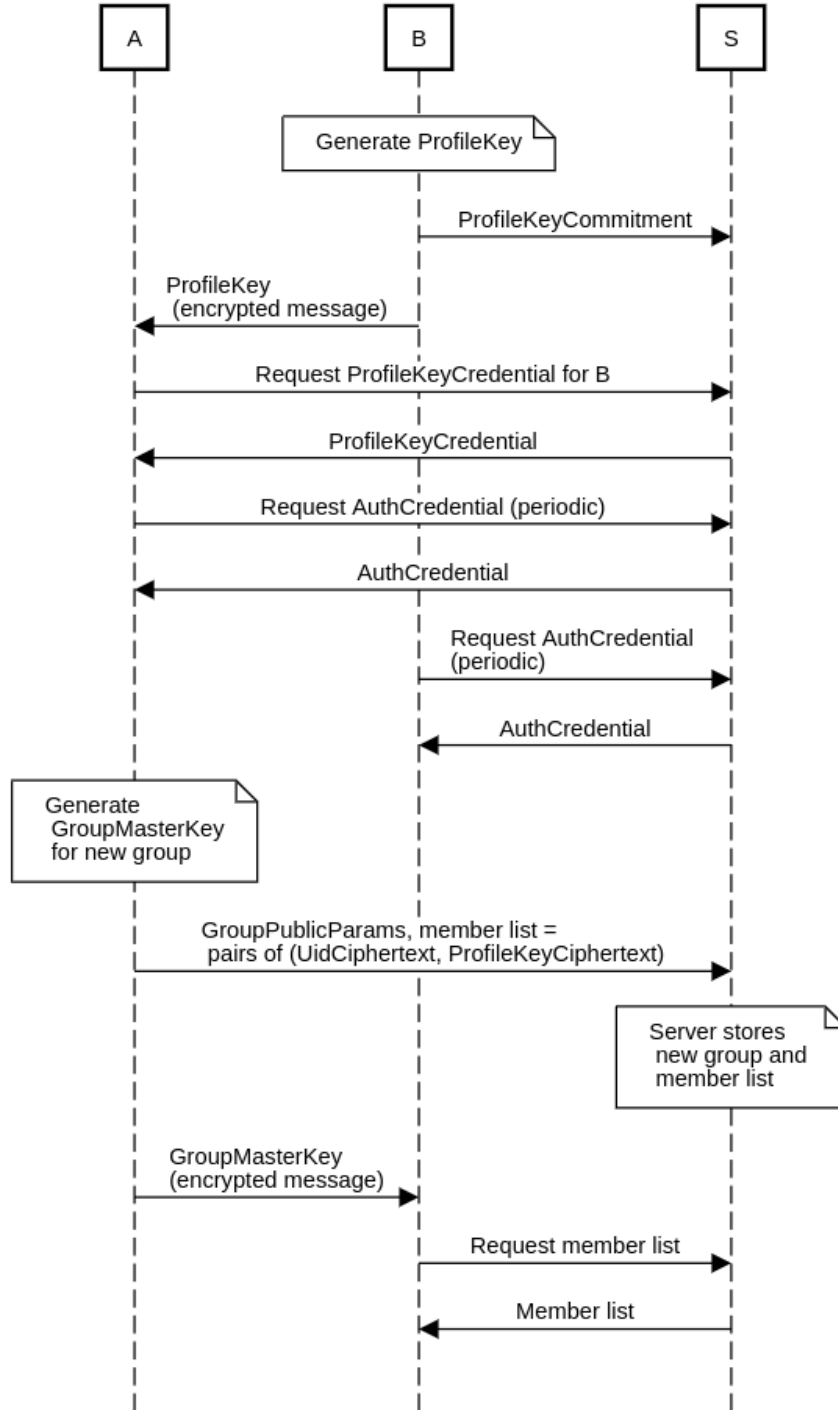 A
B
S
Generate ProfileKey
ProfileKeyCommitment
ProfileKey
(encrypted message)
Request ProfileKeyCredential for B
ProfileKeyCredential
Request AuthCredential (periodic)
AuthCredential
Request AuthCredential
(periodic)
AuthCredential
Generate
GroupMasterKey
for new group
GroupPublicParams, member list =
pairs of (UidCiphertext, ProfileKeyCiphertext)
Server stores
new group and
member list
GroupMasterKey
(encrypted message)
Request member list
Member list